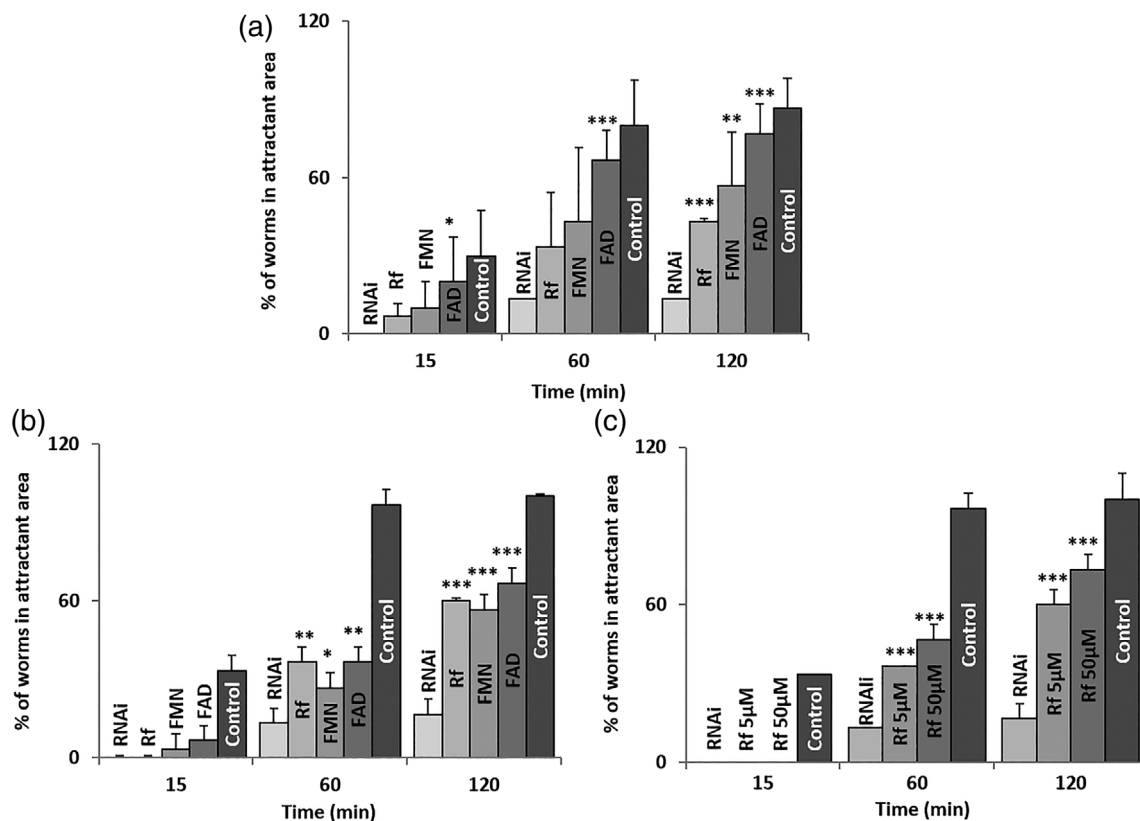 (a)
120
60
0
% of worms in attractant area
RNAi
Rf
FMN
*
FAD
Control
RNAi
Rf
FMN
***
FAD
Control
RNAi
***
Rf
**
FMN
***
FAD
Control
15
60
120
Time (min)
(b)
120
60
0
% of worms in attractant area
RNAi
Rf
FMN
FAD
Control
RNAi
**
Rf
*
FMN
**
FAD
Control
RNAi
***
Rf
***
FMN
***
FAD
Control
15
60
120
Time (min)
(c)
120
60
0
% of worms in attractant area
RNAi
Rf 5µM
Rf 50µM
Control
RNAli
***
Rf 5µM
***
Rf 50µM
Control
RNAi
***
Rf 5µM
***
Rf 50µM
Control
15
60
120
Time (min)